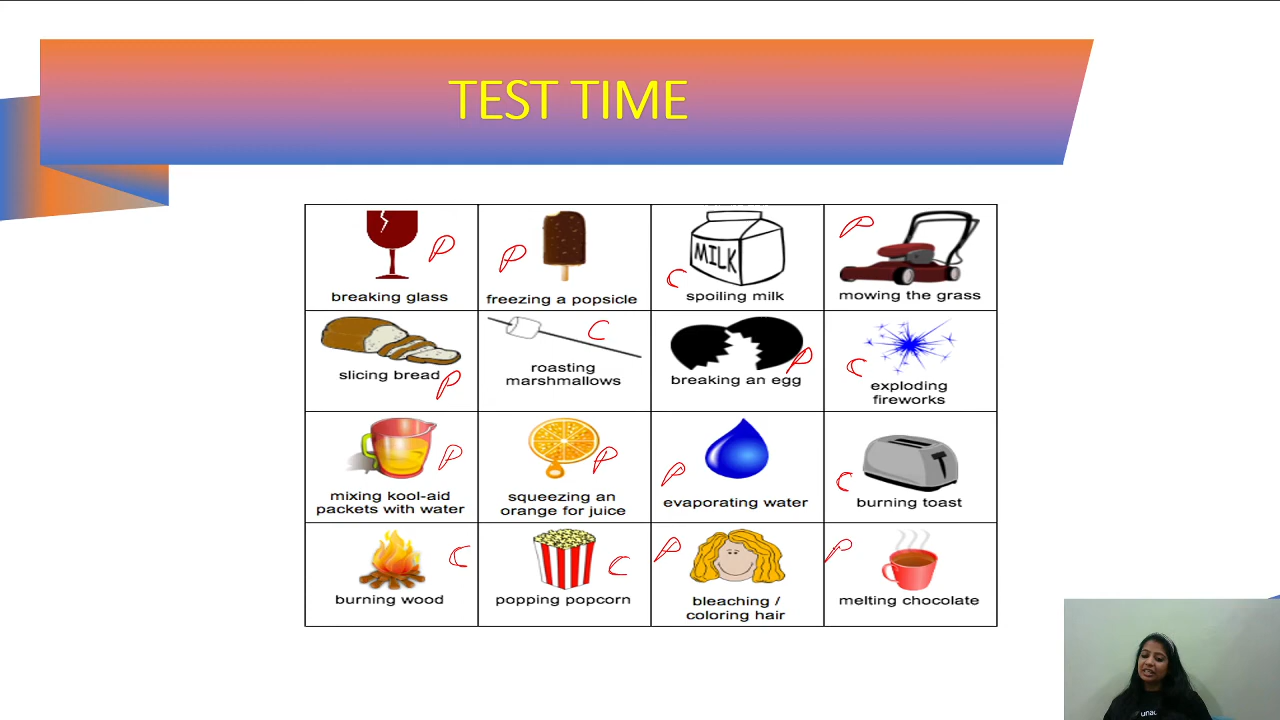 TEST TIME
P
breaking glass
P
freezing a popsicle
MILK
C
spoiling milk
P
mowing the grass
slicing bread
P
C
roasting
marshmallows
P
breaking an egg
C
exploding
fireworks
P
mixing kool-aid
packets with water
P
squeezing an
orange for juice
P
evaporating water
C
burning toast
C
burning wood
C
popping popcorn
P
bleaching /
coloring hair
P
melting chocolate